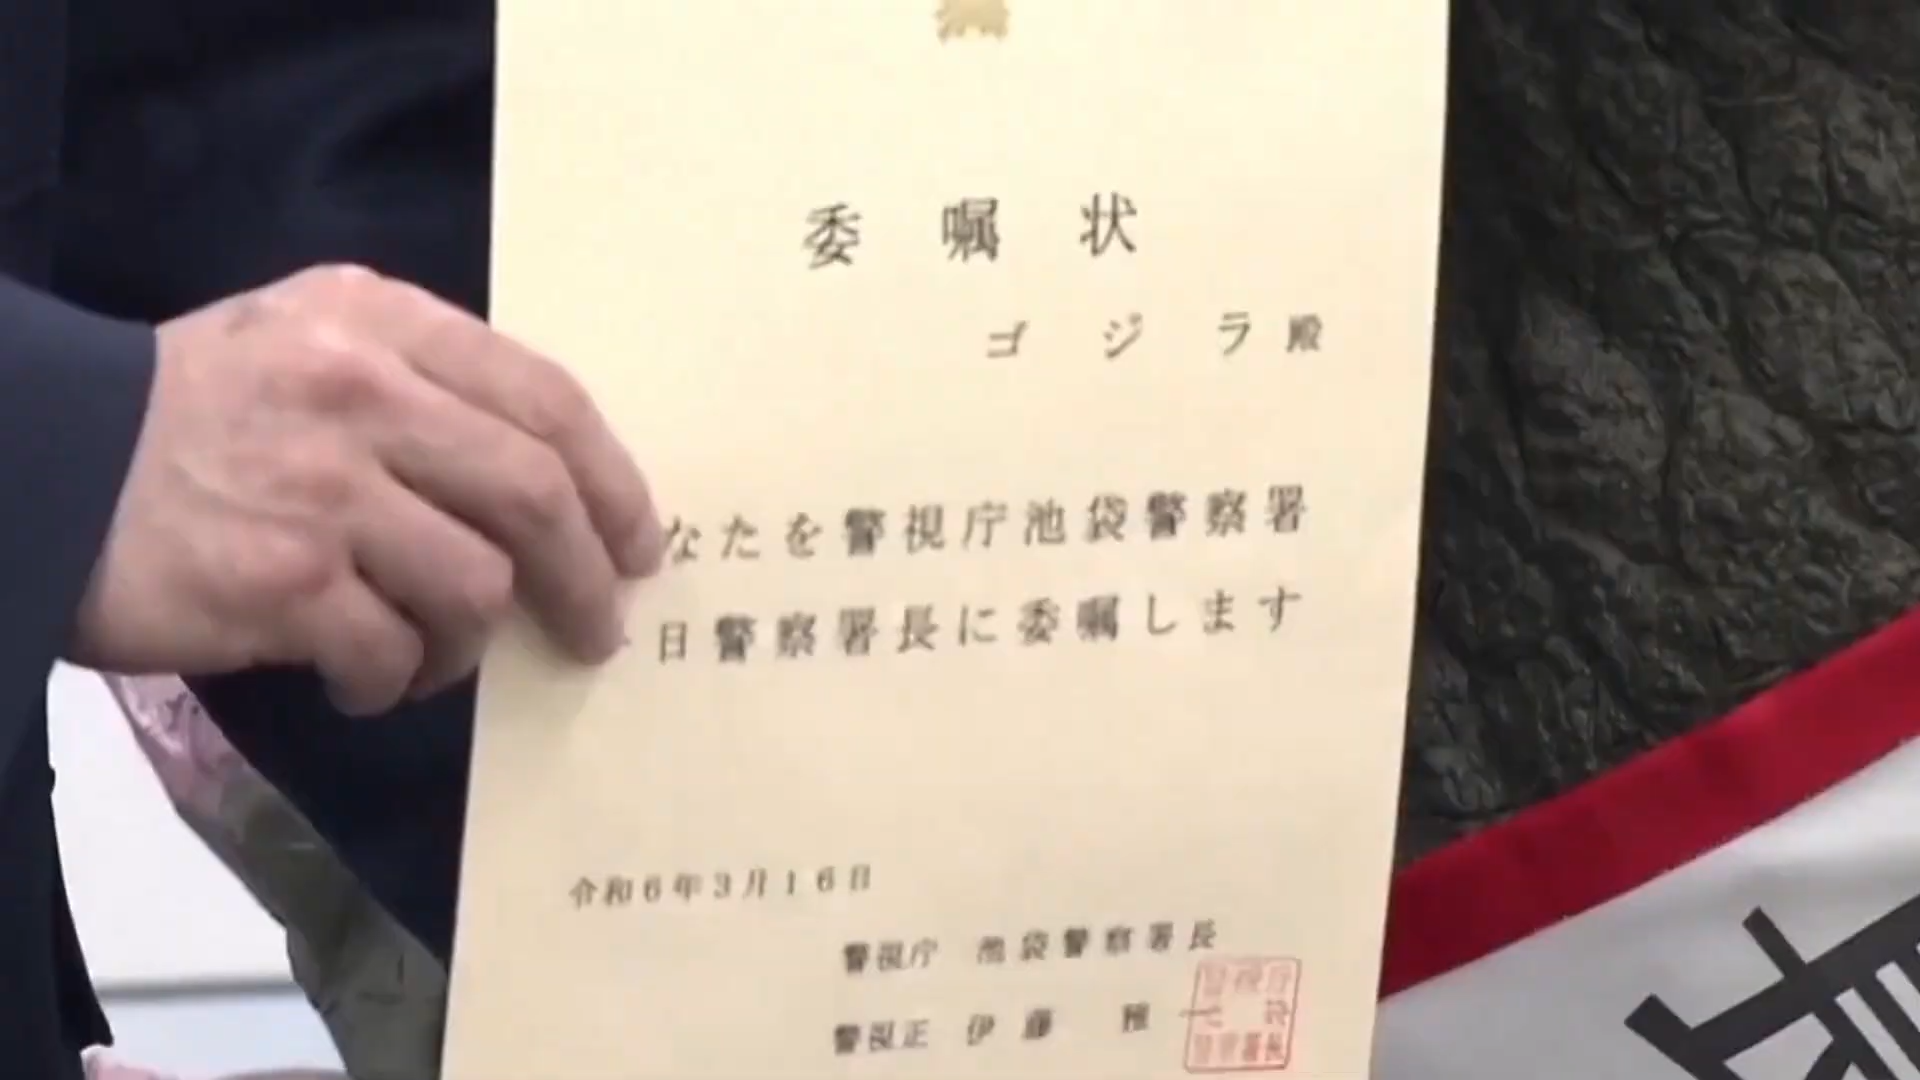 委嘱状
ゴジラ殿
なたを警視庁池袋警察署
日警察署長に委嘱します
令和6年3月16日
警視庁 池袋警察署長
警視正 伊藤 雅一